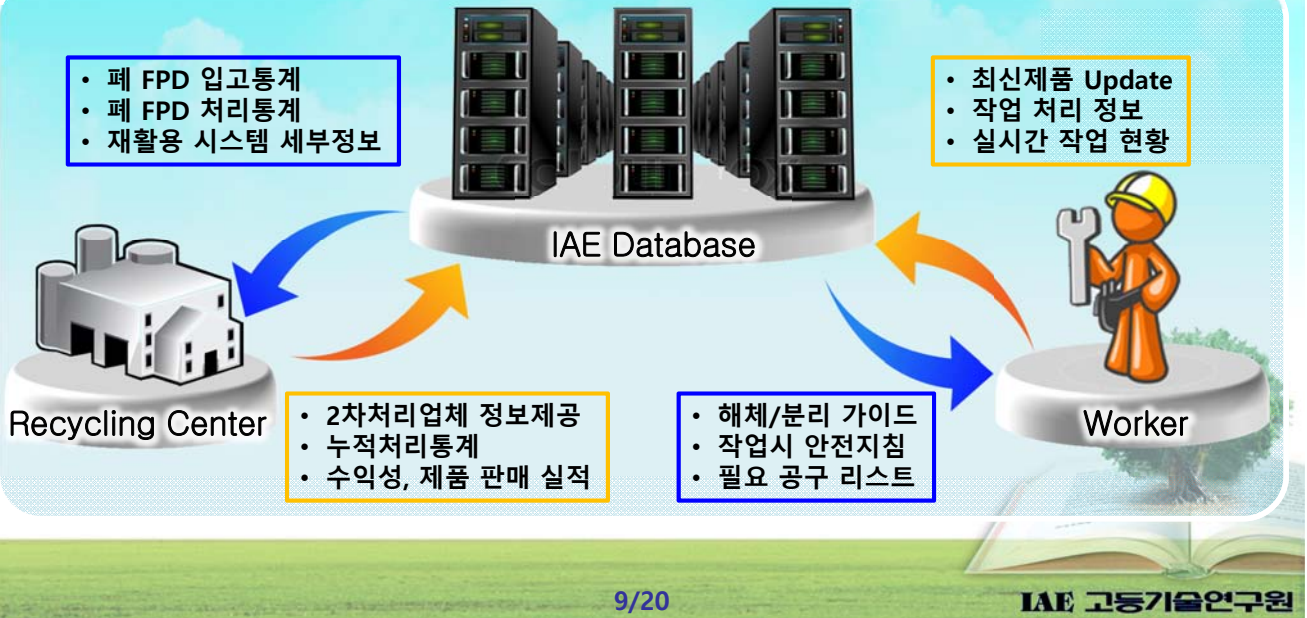 • 폐 FPD 입고통계
• 폐 FPD 처리통계
• 재활용 시스템 세부정보
• 최신제품 Update
• 작업 처리 정보
• 실시간 작업 현황
IAE Database
Recycling Center
• 2차처리업체 정보제공
• 누적처리통계
• 수익성, 제품 판매 실적
• 해체/분리 가이드
• 작업시 안전지침
• 필요 공구 리스트
Worker
9/20
IAE 고등기술연구원